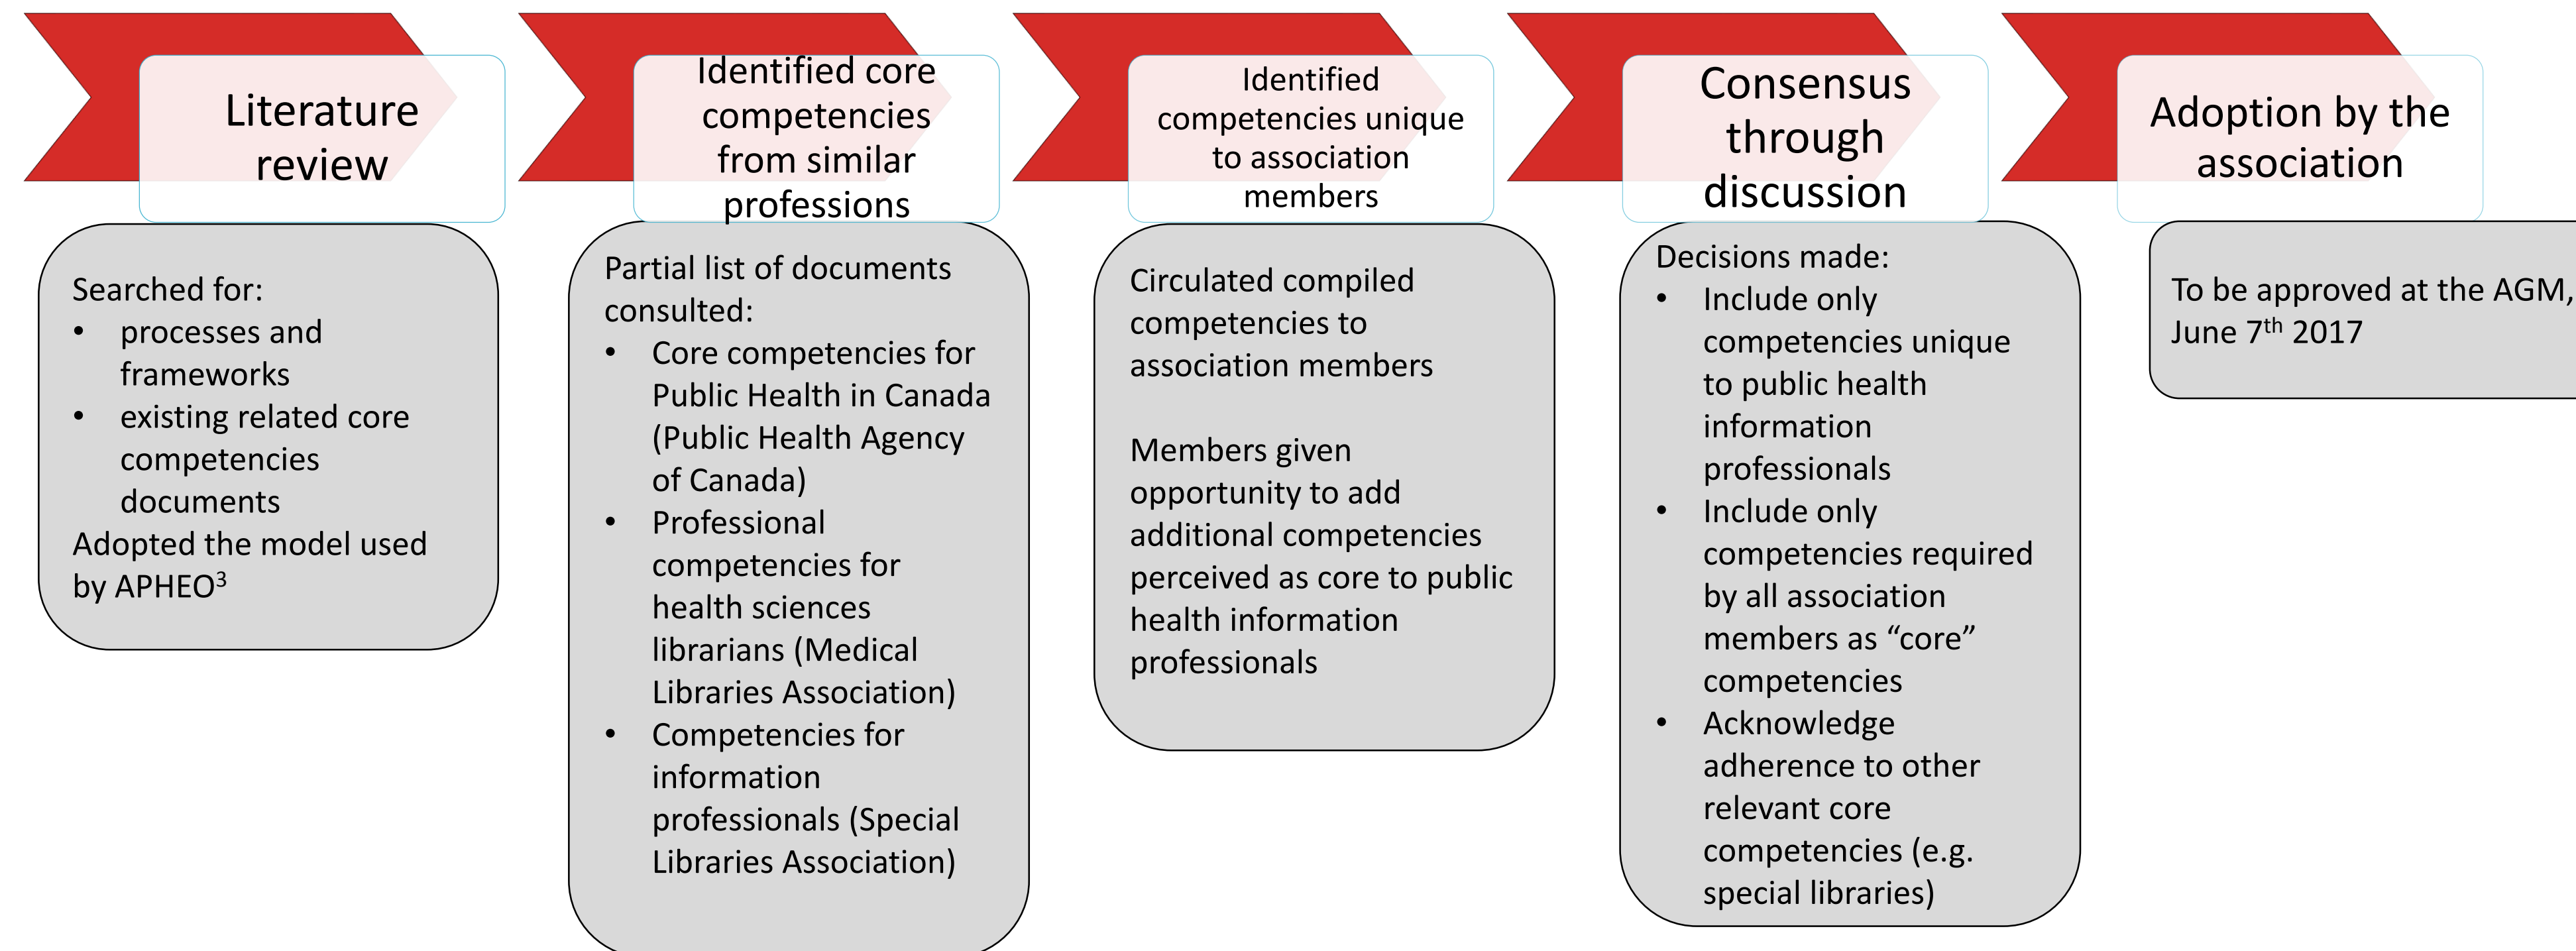 Literature
review
Searched for:
• processes and
frameworks
• existing related core
competencies
documents
Adopted the model used
by APHEO³
Identified core
competencies
from similar
professions
Partial list of documents
consulted:
• Core competencies for
Public Health in Canada
(Public Health Agency
of Canada)
• Professional
competencies for
health sciences
librarians (Medical
Libraries Association)
• Competencies for
information
professionals (Special
Libraries Association)
Identified
competencies unique
to association
members
Circulated compiled
competencies to
association members
Members given
opportunity to add
additional competencies
perceived as core to public
health information
professionals
Consensus
through
discussion
Decisions made:
• Include only
competencies unique
to public health
information
professionals
• Include only
competencies required
by all association
members as “core”
competencies
• Acknowledge
adherence to other
relevant core
competencies (e.g.
special libraries)
Adoption by the
association
To be approved at the AGM,
June 7th 2017